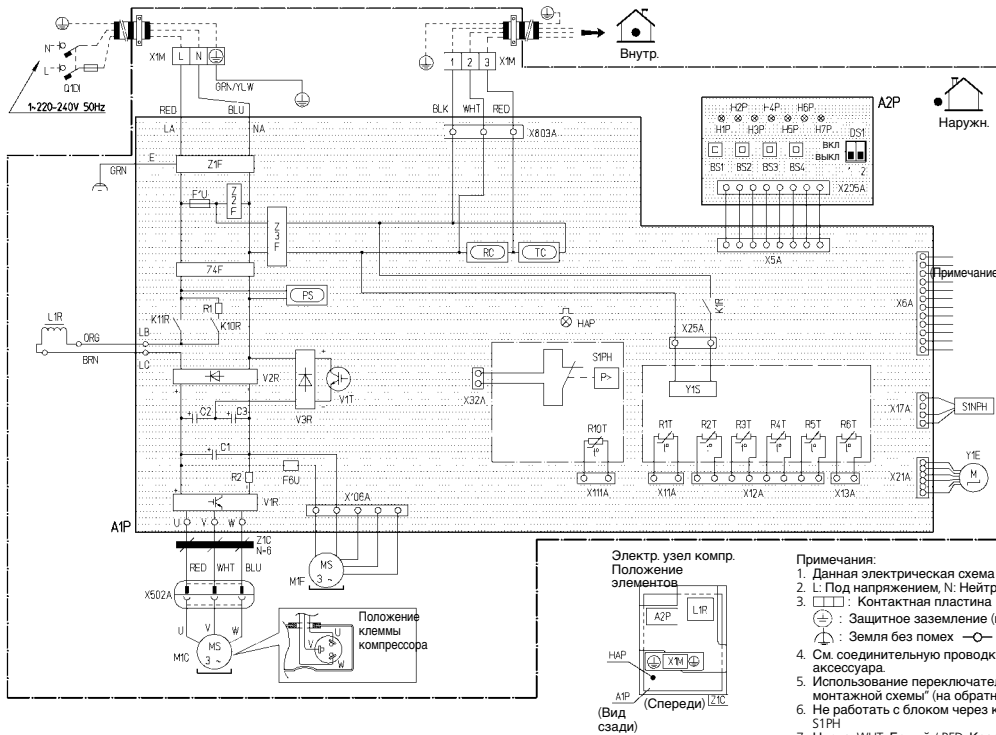 N
L
Q1DI
1~220-240V 50Hz
X1M
L N
GRN/YLW
RED
BLU
LA
NA
1 2 3
X1M
BLK
WHT
RED
X803A
Внутр.
Наружн.
A2P
H2P H4P H6P
H1P H3P H5P H7P
DS1
ВКЛ
ВЫКЛ
1 2
BS1 BS2 BS3 BS4
X205A
X5A
E
GRN
Z1F
F1U
Z2F
Z3F
Z4F
RC
TC
PS
R1
K11R
K10R
K1R
X25A
HAP
L1R
ORG
BRN
LB
LC
V2R
V3R
V1T
C2
C3
C1
R2
F6U
V1R
U V W
A1P
X106A
X32A
S1PH
P>
R10T
X111A
Y1S
R1T
R2T R3T R4T R5T R6T
t°
X11A
X12A
X13A
(Примечание
X6A
X17A
S1NPH
X21A
Y1E
M
Z1C
N=6
RED WHT BLU
X502A
U V W
MS
3 ~
M1C
MS
3 ~
M1F
Положение
клеммы
компрессора
U
V
W
Электр. узел компр.
Положение
элементов
A2P
L1R
HAP
X1M
A1P
Z1C
(Вид
сзади)
(Спереди)
Примечания:
1. Данная электрическая схема
2. L: Под напряжением, N: Нейтр
3. : Контактная пластина
: Защитное заземление
: Земля без помех
4. См. соединительную проводк
аксессуара.
5. Использование переключател
монтажной схемы" (на обратн
6. Не работать с блоком через к
S1PH